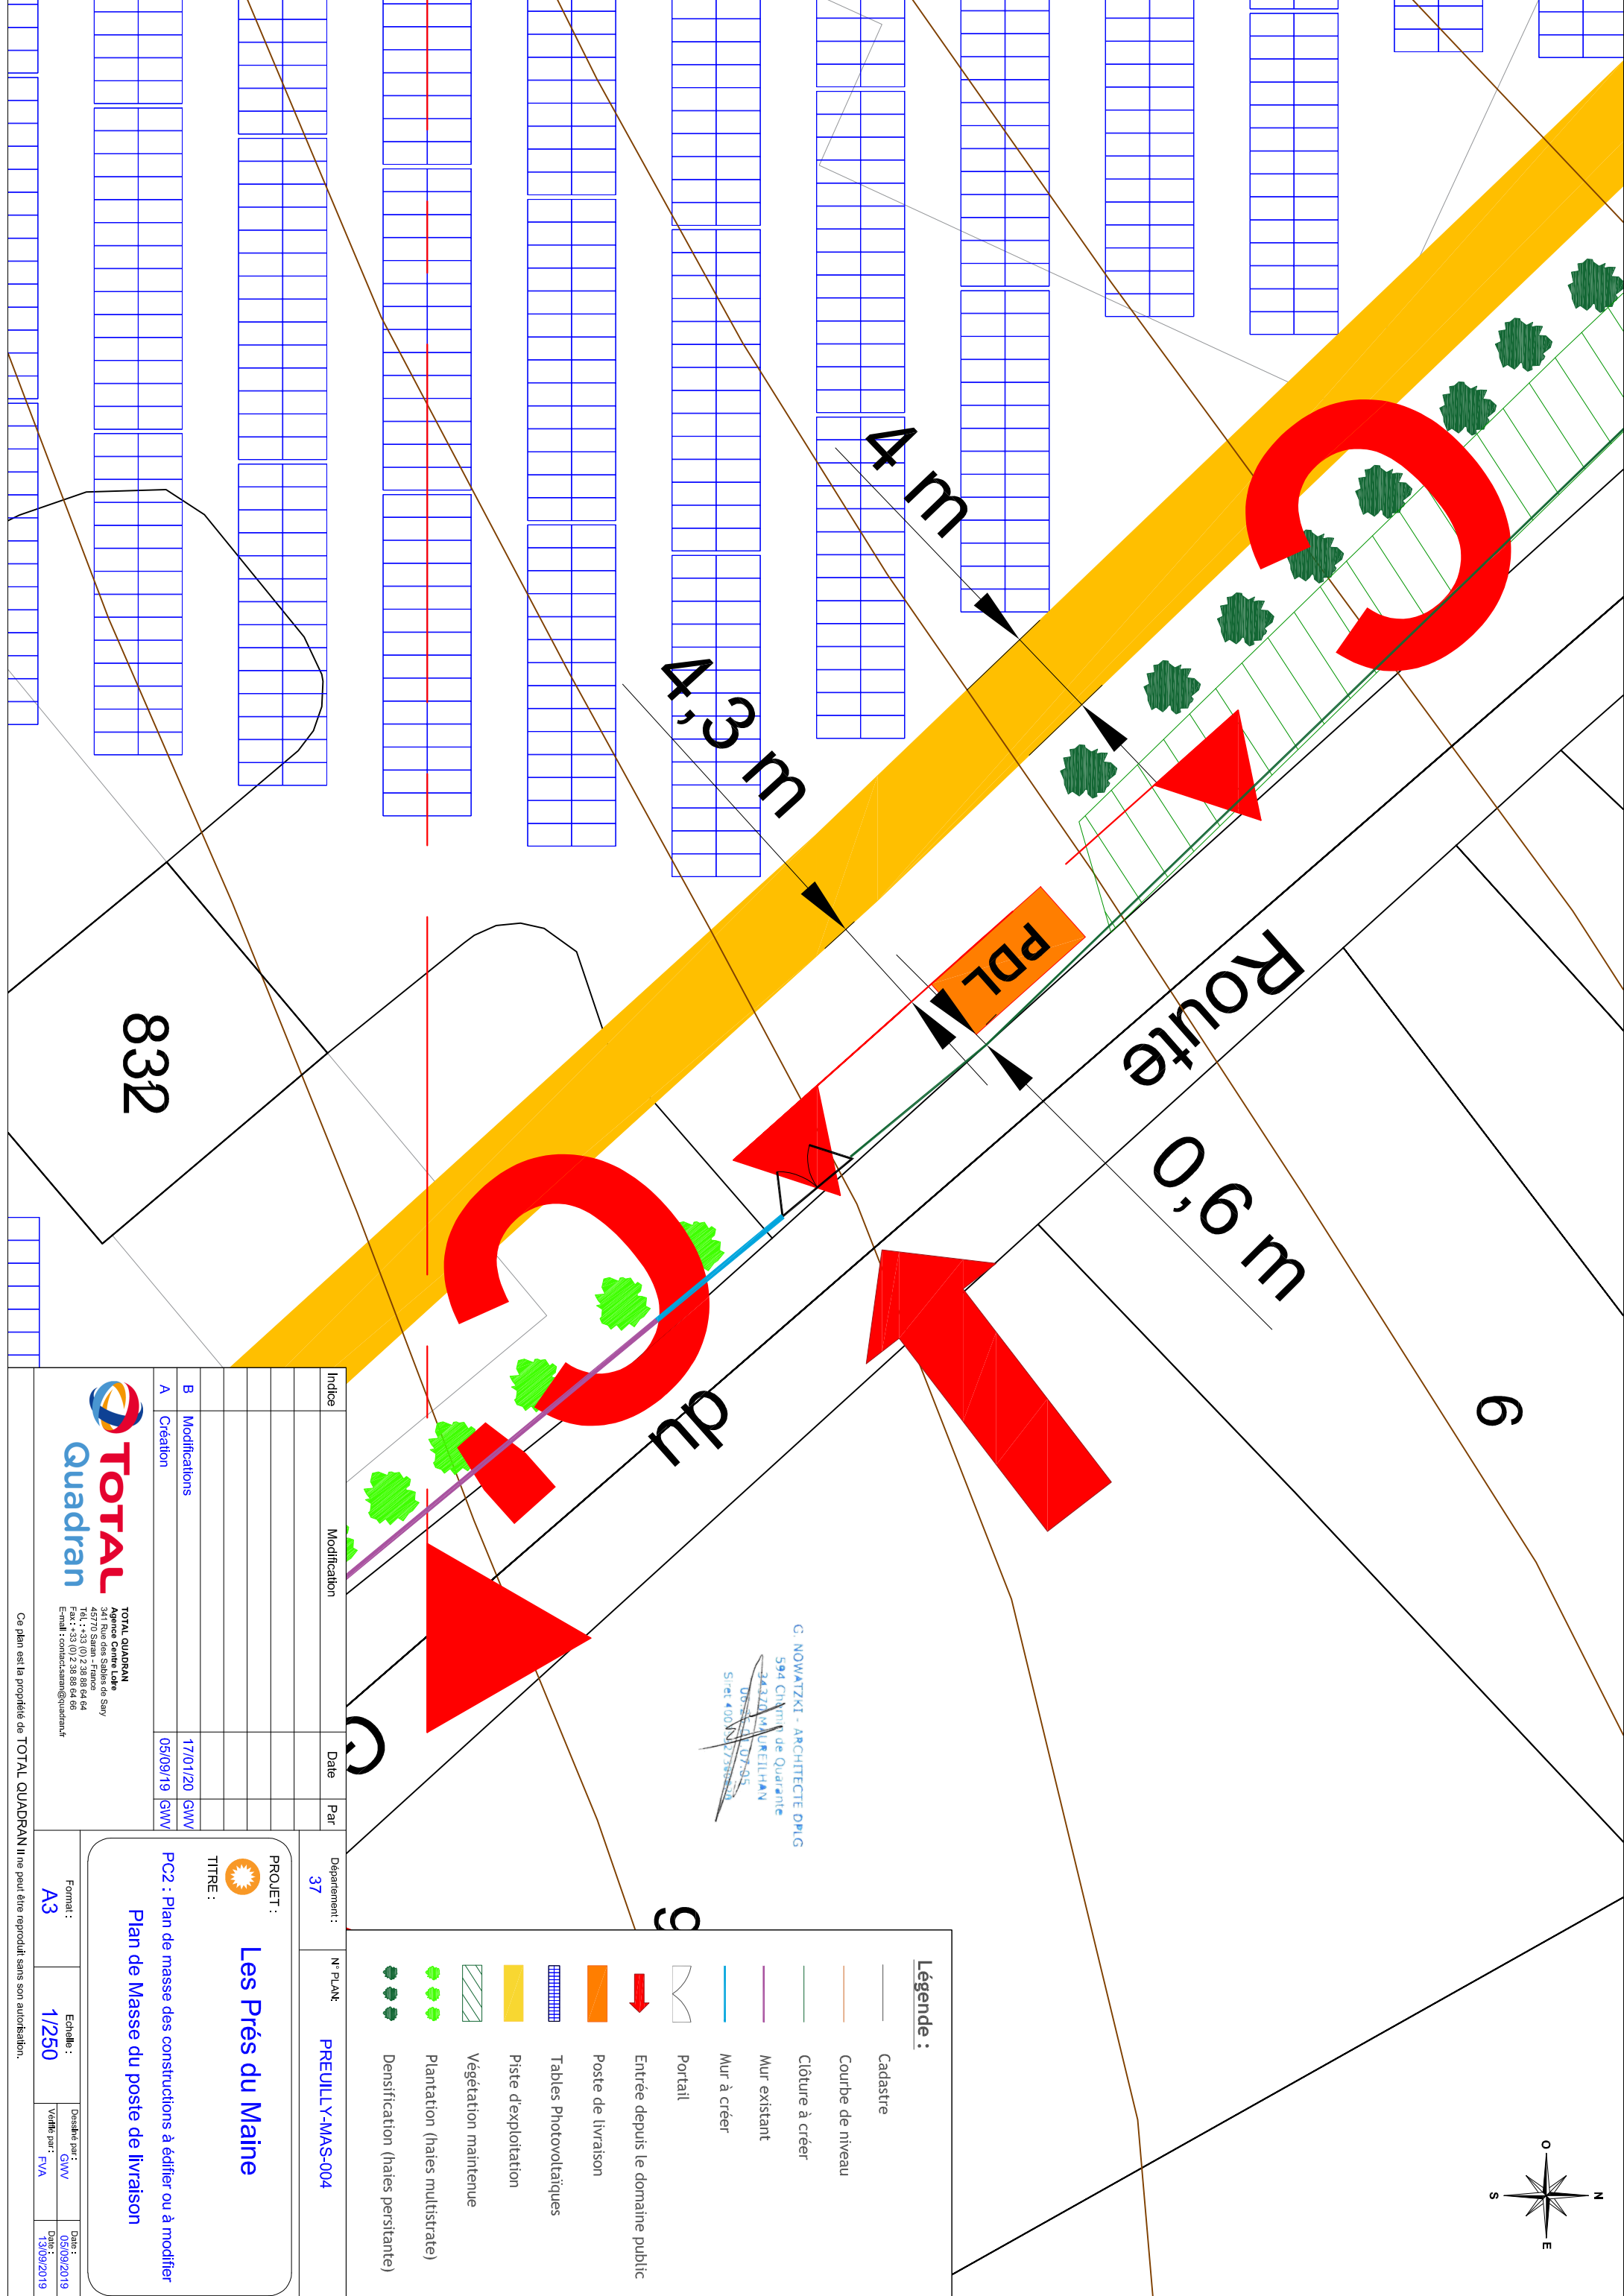 4 m
4,3 m
PDL
0,9 m
Route
du
C
C'
G
832
6
9
O
N
S
E
G. NOWATZKI - ARCHITECTE DPLG
594 Chemin de Quarante
34370 MAUREILHAN
Légende :
Cadastre
Courbe de niveau
Clôture à créer
Mur existant
Mur à créer
Portail
Entrée depuis le domaine public
Poste de livraison
Tables Photovoltaïques
Piste d'exploitation
Végétation maintenue
Plantation (haies multistrate)
Densification (haies persitante)
Indice Modification Date Par
B Modifications 17/01/20 GWV
A Création 05/09/19 GWV
TOTAL
Quadran
TOTAL QUADRAN
Agence Centre Loire
341 Rue des Sables de Sary
45770 Saran - France
Tél. : +33 (0) 2 38 88 64 64
Fax : +33 (0) 2 38 88 64 66
E-mail : contact.saran@quadran.fr
Département :
37
N° PLAN:
PREUILLY-MAS-004
PROJET :
Les Prés du Maine
TITRE :
PC2 : Plan de masse des constructions à édifier ou à modifier
Plan de Masse du poste de livraison
Format :
A3
Echelle :
1/250
Dessiné par :
GWV
Date :
05/09/2019
Vérifié par :
FVA
Date :
13/09/2019
Ce plan est la propriété de TOTAL QUADRAN Il ne peut être reproduit sans son autorisation.